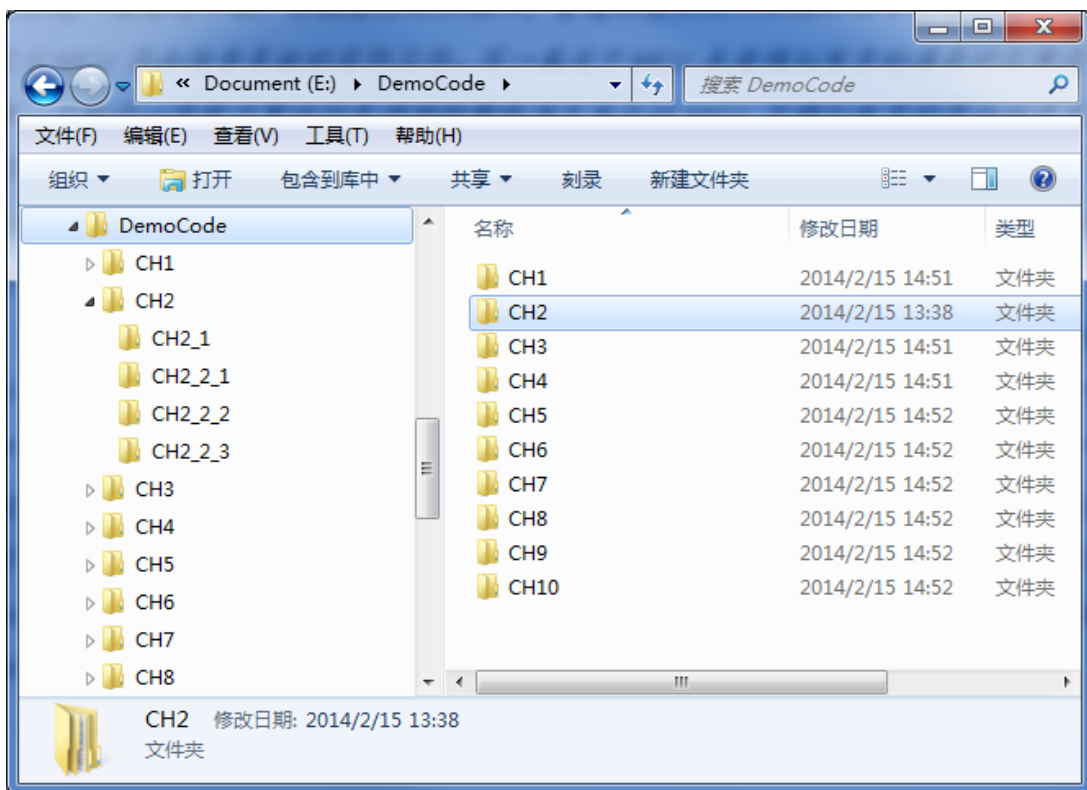 « Document (E:) ▸ DemoCode ▸ 搜索 DemoCode
文件(F) 编辑(E) 查看(V) 工具(T) 帮助(H)
组织 打开 包含到库中 共享 刻录 新建文件夹
DemoCode
CH1
CH2
CH2_1
CH2_2_1
CH2_2_2
CH2_2_3
CH3
CH4
CH5
CH6
CH7
CH8
名称 修改日期 类型
CH1 2014/2/15 14:51 文件夹
CH2 2014/2/15 13:38 文件夹
CH3 2014/2/15 14:51 文件夹
CH4 2014/2/15 14:51 文件夹
CH5 2014/2/15 14:52 文件夹
CH6 2014/2/15 14:52 文件夹
CH7 2014/2/15 14:52 文件夹
CH8 2014/2/15 14:52 文件夹
CH9 2014/2/15 14:52 文件夹
CH10 2014/2/15 14:52 文件夹
CH2 修改日期: 2014/2/15 13:38
文件夹